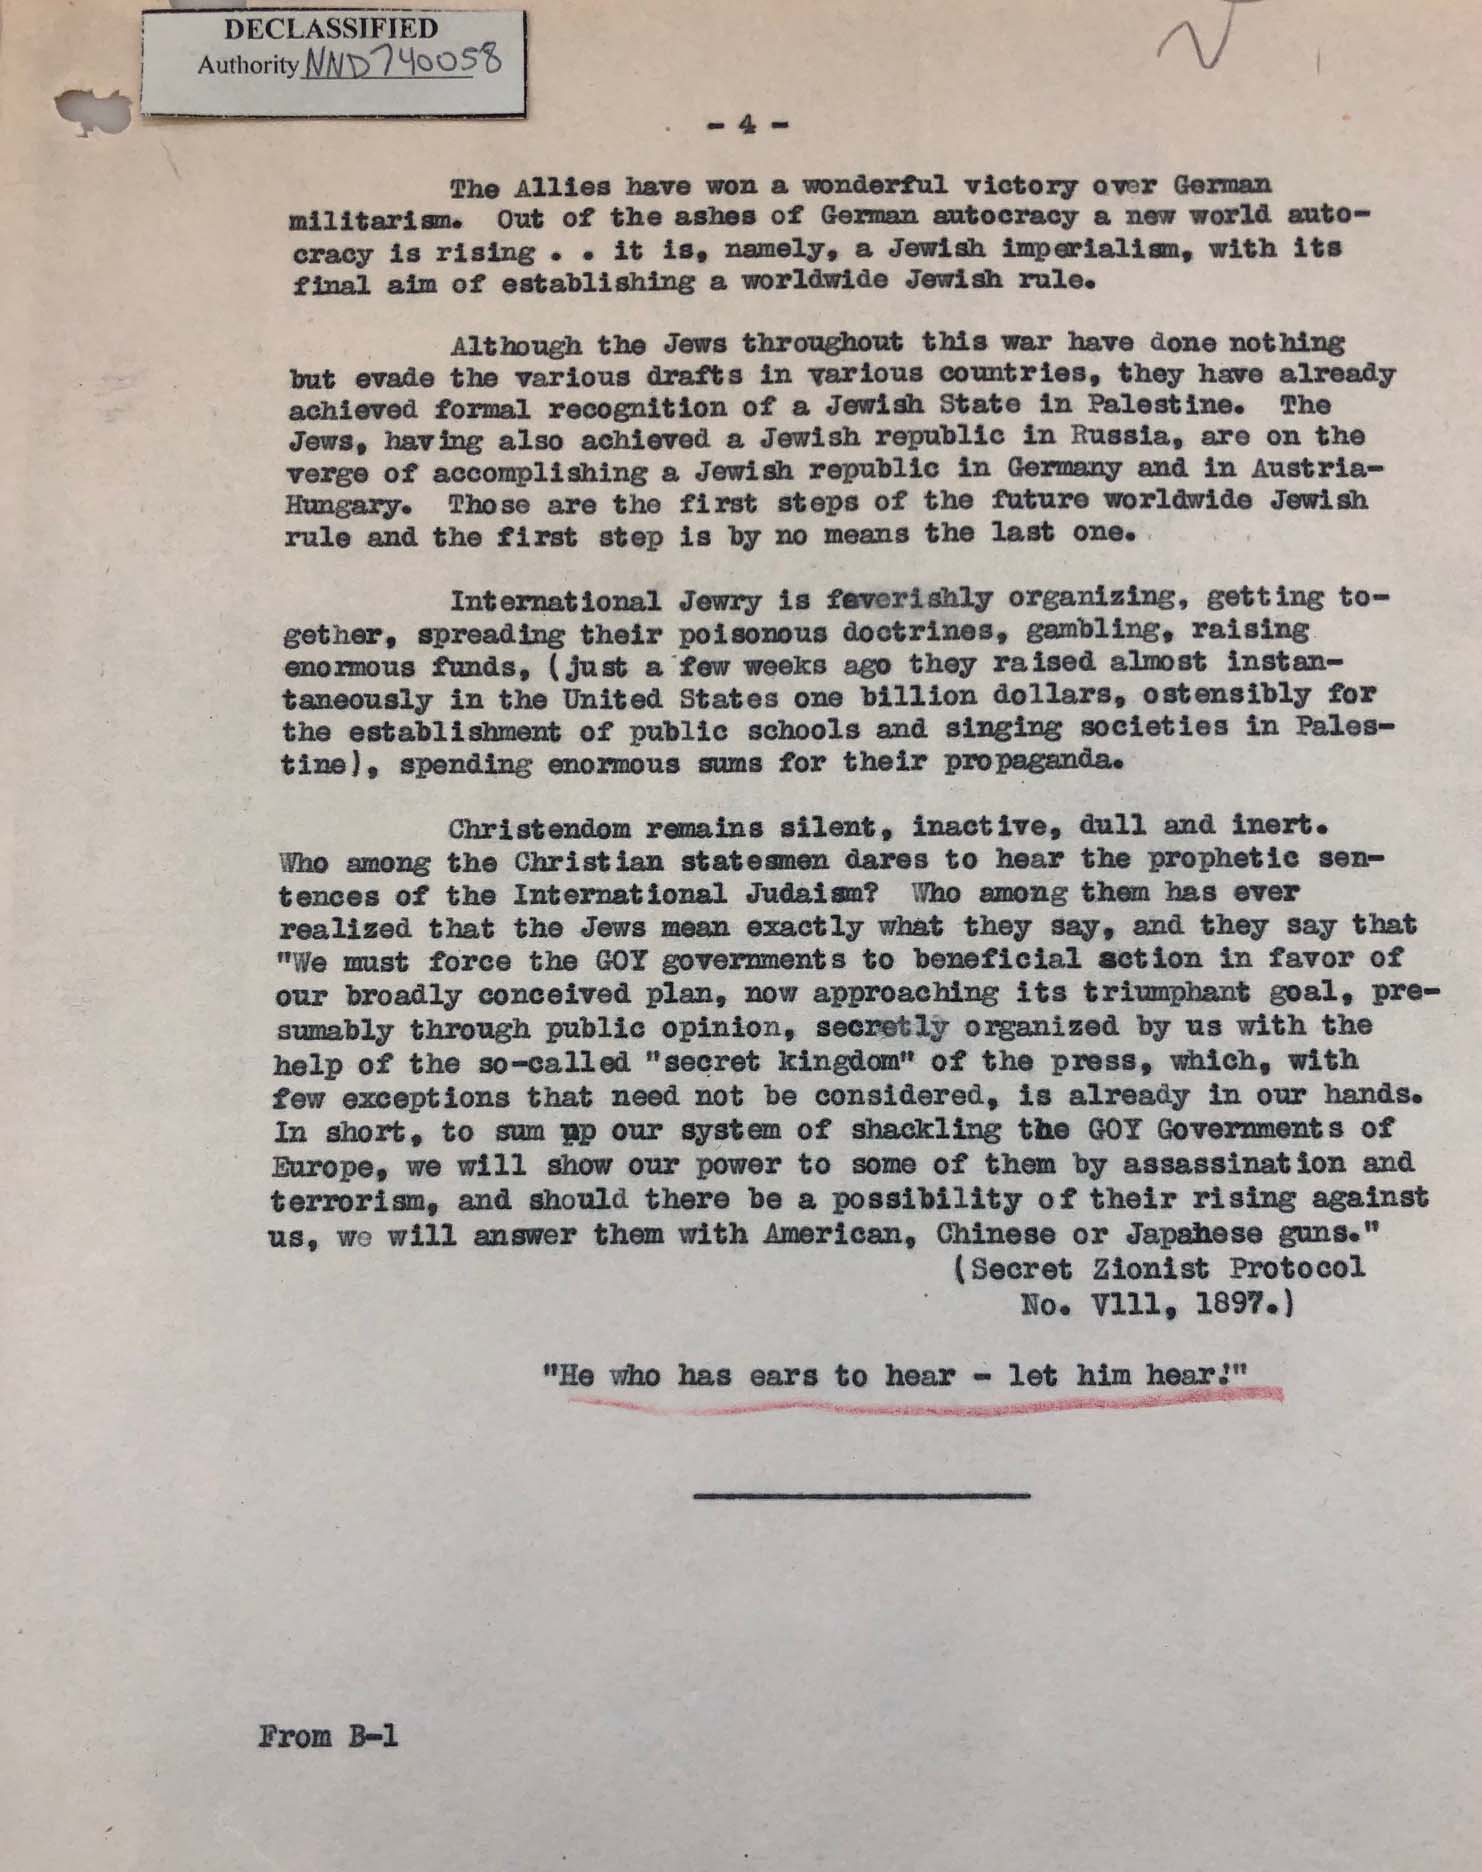 DECLASSIFIED
Authority NND740058
- 4 -
The Allies have won a wonderful victory over German
militarism. Out of the ashes of German autocracy a new world auto-
cracy is rising . . it is, namely, a Jewish imperialism, with its
final aim of establishing a worldwide Jewish rule.
Although the Jews throughout this war have done nothing
but evade the various drafts in various countries, they have already
achieved formal recognition of a Jewish State in Palestine. The
Jews, having also achieved a Jewish republic in Russia, are on the
verge of accomplishing a Jewish republic in Germany and in Austria-
Hungary. Those are the first steps of the future worldwide Jewish
rule and the first step is by no means the last one.
International Jewry is feverishly organizing, getting to-
gether, spreading their poisonous doctrines, gambling, raising
enormous funds, (just a few weeks ago they raised almost instan-
taneously in the United States one billion dollars, ostensibly for
the establishment of public schools and singing societies in Pales-
tine), spending enormous sums for their propaganda.
Christendom remains silent, inactive, dull and inert.
Who among the Christian statesmen dares to hear the prophetic sen-
tences of the International Judaism? Who among them has ever
realized that the Jews mean exactly what they say, and they say that
"We must force the GOY governments to beneficial action in favor of
our broadly conceived plan, now approaching its triumphant goal, pre-
sumably through public opinion, secretly organized by us with the
help of the so-called "secret kingdom" of the press, which, with
few exceptions that need not be considered, is already in our hands.
In short, to sum up our system of shackling the GOY Governments of
Europe, we will show our power to some of them by assassination and
terrorism, and should there be a possibility of their rising against
us, we will answer them with American, Chinese or Japanese guns."
(Secret Zionist Protocol
No. V111, 1897.)
"He who has ears to hear - let him hear!"
From B-1